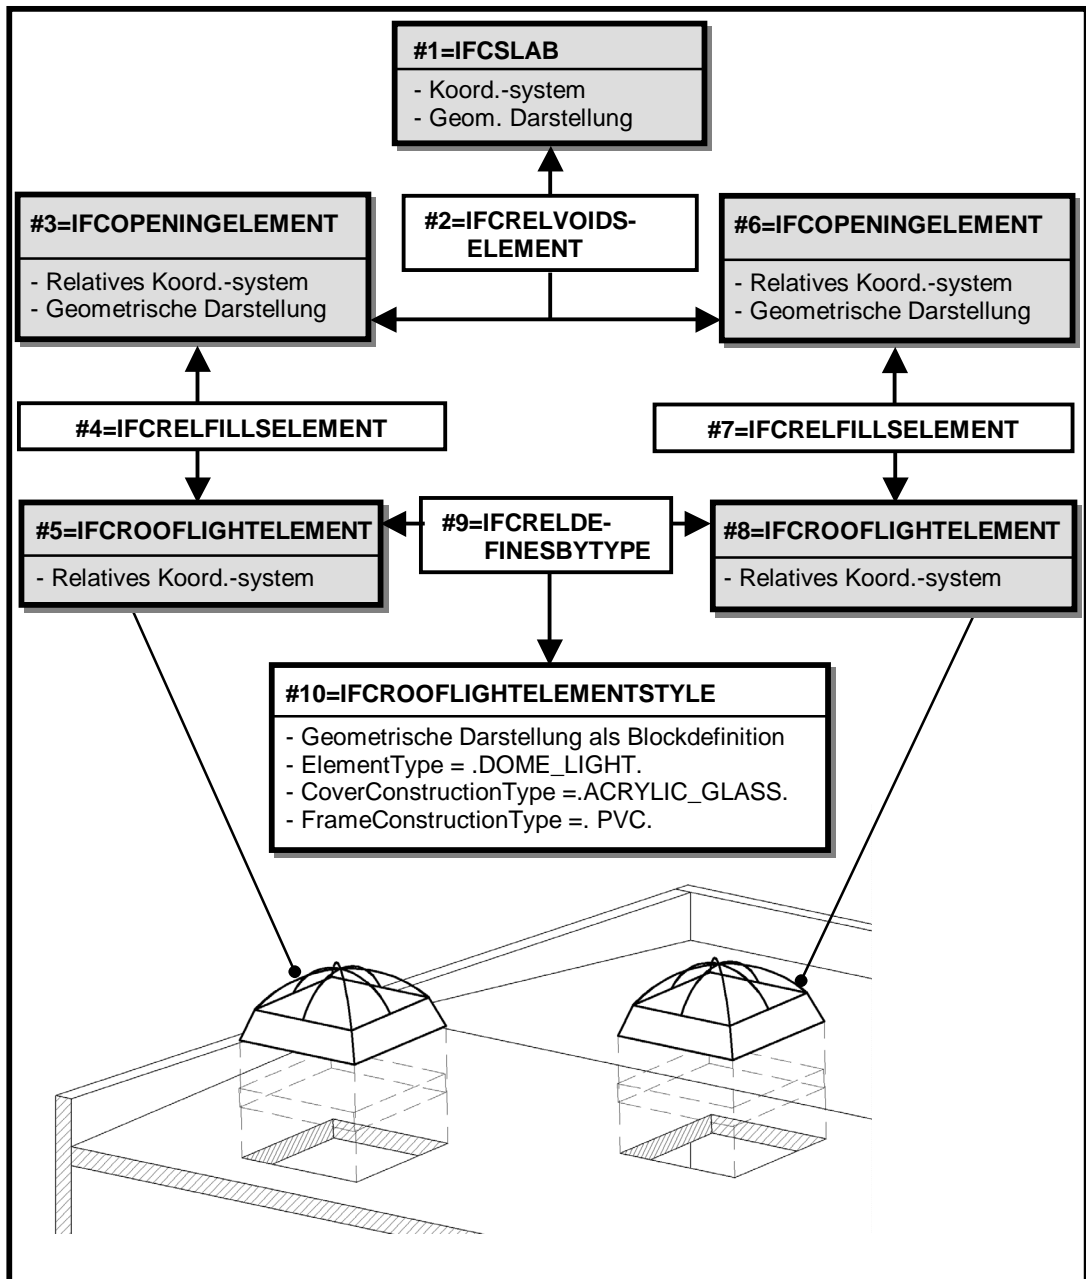 #1=IFCSLAB
- Koord.-system
- Geom. Darstellung
#3=IFCOPENINGELEMENT
- Relatives Koord.-system
- Geometrische Darstellung
#2=IFCRELVOIDS-
ELEMENT
#6=IFCOPENINGELEMENT
- Relatives Koord.-system
- Geometrische Darstellung
#4=IFCRELFILLSELEMENT
#7=IFCRELFILLSELEMENT
#5=IFCROOFLIGHTELEMENT
- Relatives Koord.-system
#9=IFCRELDE-
FINESBYTYPE
#8=IFCROOFLIGHTELEMENT
- Relatives Koord.-system
#10=IFCROOFLIGHTELEMENTSTYLE
- Geometrische Darstellung als Blockdefinition
- ElementType = .DOME_LIGHT.
- CoverConstructionType =.ACRYLIC_GLASS.
- FrameConstructionType =. PVC.